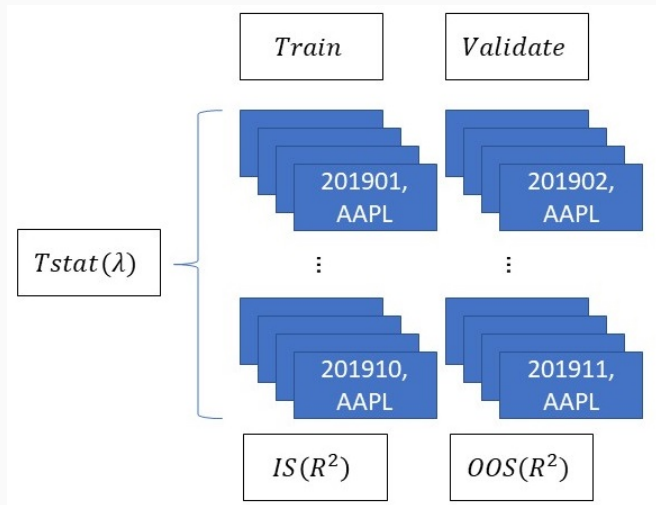 Train
Validate
201901,
AAPL
201902,
AAPL
⋮
⋮
Tstat(λ)
201910,
AAPL
201911,
AAPL
IS(R²)
OOS(R²)